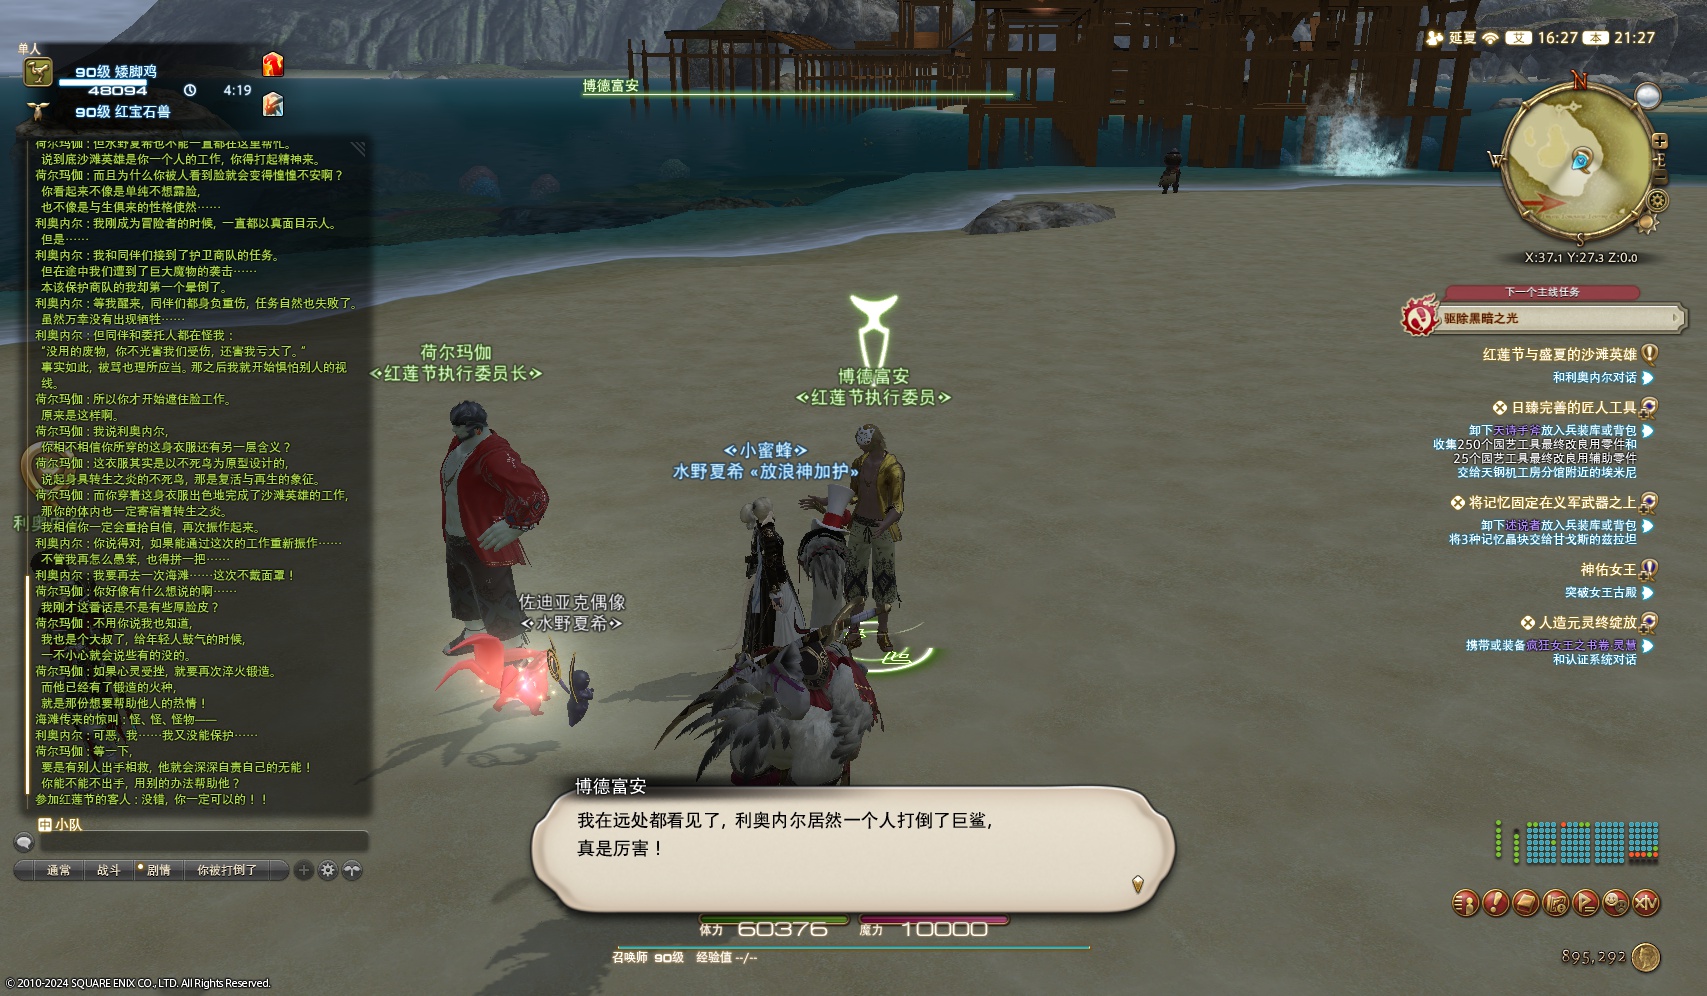 单人
90级 矮脚鸡
48094
4:19
90级 红宝石兽
博德富安
延夏 艾 16:27 本 21:27
N
W
E
S
X:37.1 Y:27.3 Z:0.0
荷尔玛伽：但水野夏希也不能一直都在这里帮忙。
说到底沙滩英雄是你一个人的工作，你得打起精神来。
荷尔玛伽：而且为什么你被人看到脸就会变得惶惶不安啊？
你看起来不像是单纯不想露脸，
也不像是与生俱来的性格使然……
利奥内尔：我刚成为冒险者的时候，一直都以真面目示人。
但是……
利奥内尔：我和同伴们接到了护卫商队的任务。
但在途中我们遭到了巨大魔物的袭击……
本该保护商队的我却第一个晕倒了。
利奥内尔：等我醒来，同伴们都身负重伤，任务自然也失败了。
虽然万幸没有出现牺牲……
利奥内尔：但同伴和委托人都在怪我：
“没用的废物，你不光害我们受伤，还害我亏大了。”
事实如此，被骂也理所应当。那之后我就开始惧怕别人的视
线。
荷尔玛伽：所以你才开始遮住脸工作。
原来是这样啊。
荷尔玛伽：我说利奥内尔，
你相不相信你所穿的这身衣服还有另一层含义？
荷尔玛伽：这衣服其实是以不死鸟为原型设计的，
说起身具转生之炎的不死鸟，那是复活与再生的象征。
荷尔玛伽：而你穿着这身衣服出色地完成了沙滩英雄的工作，
那你的体内也一定寄宿着转生之炎。
我相信你一定会重拾自信，再次振作起来。
利奥内尔：你说得对，如果能通过这次的工作重新振作……
不管我再怎么愚笨，也得拼一把……
利奥内尔：我要再去一次海滩……这次不戴面罩！
荷尔玛伽：你好像有什么想说的啊……
我刚才这番话是不是有些厚脸皮？
荷尔玛伽：不用你说我也知道，
我也是个大叔了，给年轻人鼓气的时候，
一不小心就会说些有的没的。
荷尔玛伽：如果心灵受挫，就要再次淬火锻造。
而他已经有了锻造的火种，
就是那份想要帮助他人的热情！
海滩传来的惊叫：怪、怪、怪物——
利奥内尔：可恶，我……我又没能保护……
荷尔玛伽：等一下，
要是有别人出手相救，他就会深深自责自己的无能！
你能不能不出手，用别的办法帮助他？
参加红莲节的客人：没错，你一定可以的！！
中 小队
通常 战斗 剧情 你被打倒了
荷尔玛伽
«红莲节执行委员长»
博德富安
«红莲节执行委员»
«小蜜蜂»
水野夏希 «放浪神加护»
佐迪亚克偶像
«水野夏希»
下一个主线任务
驱除黑暗之光
红莲节与盛夏的沙滩英雄
和利奥内尔对话
日臻完善的匠人工具
卸下天诗手斧放入兵装库或背包
收集250个园艺工具最终改良用零件和
25个园艺工具最终改良用辅助零件
交给天钢机工房分馆附近的埃米尼
将记忆固定在义军武器之上
卸下述说者放入兵装库或背包
将3种记忆晶块交给甘戈斯的兹拉坦
神佑女王
突破女王古殿
人造元灵终绽放
携带或装备疯狂女王之书卷·灵慧
和认证系统对话
博德富安
我在远处都看见了，利奥内尔居然一个人打倒了巨鲨，
真是厉害！
体力 60376 魔力 10000
召唤师 90级 经验值 --/--
XIV
895,292
© 2010-2024 SQUARE ENIX CO., LTD. All Rights Reserved.